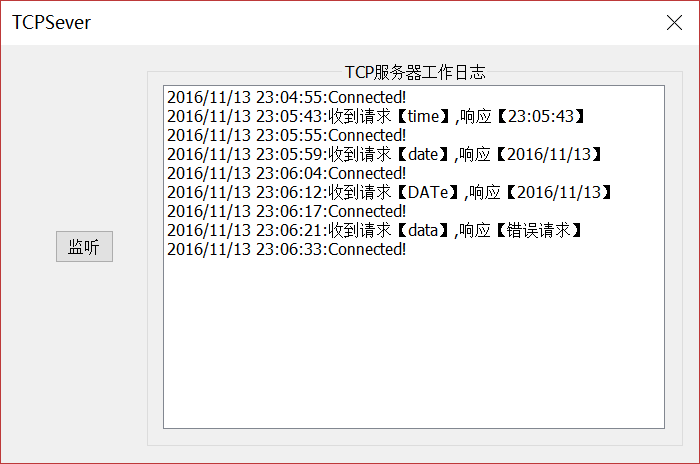 TCPSever
TCP服务器工作日志
2016/11/13 23:04:55:Connected!
2016/11/13 23:05:43:收到请求【time】,响应【23:05:43】
2016/11/13 23:05:55:Connected!
2016/11/13 23:05:59:收到请求【date】,响应【2016/11/13】
2016/11/13 23:06:04:Connected!
2016/11/13 23:06:12:收到请求【DATe】,响应【2016/11/13】
2016/11/13 23:06:17:Connected!
2016/11/13 23:06:21:收到请求【data】,响应【错误请求】
2016/11/13 23:06:33:Connected!
监听